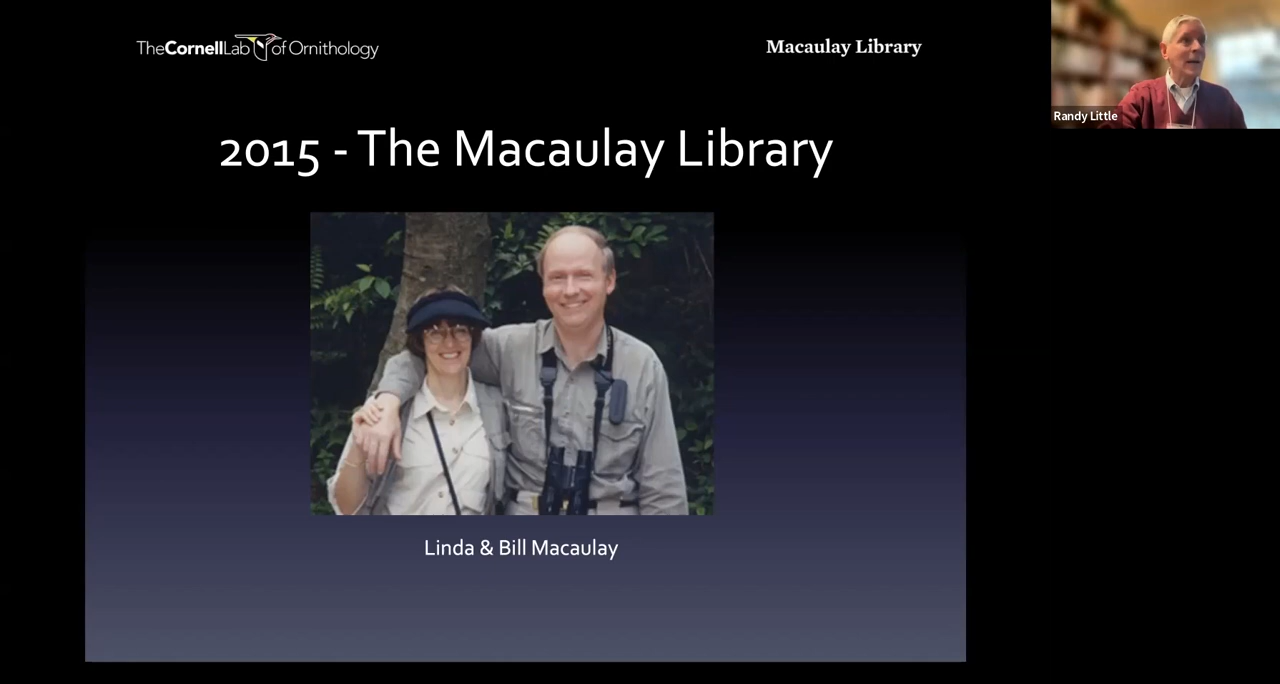 TheCornellLab of Ornithology
Macaulay Library
Randy Little
2015 - The Macaulay Library
Linda & Bill Macaulay